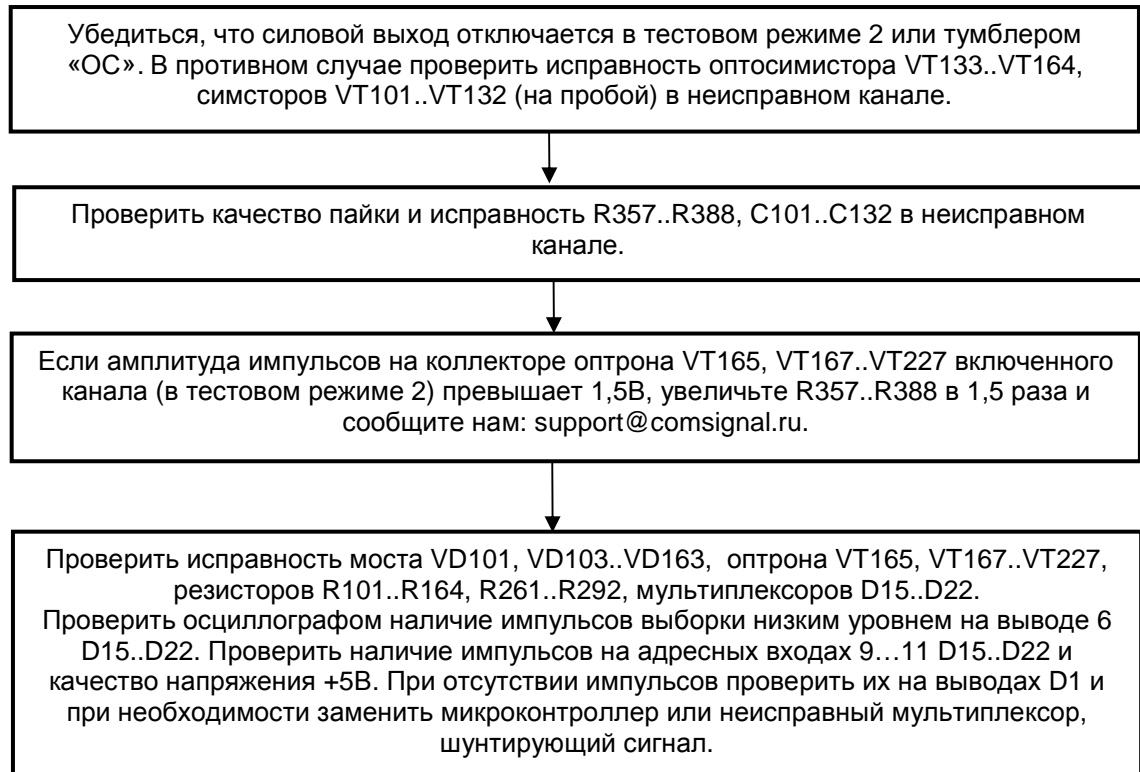 Убедиться, что силовой выход отключается в тестовом режиме 2 или тумблером
«ОС». В противном случае проверить исправность оптосимистора VT133..VT164,
симсторов VT101..VT132 (на пробой) в неисправном канале.
Проверить качество пайки и исправность R357..R388, C101..C132 в неисправном
канале.
Если амплитуда импульсов на коллекторе оптрона VT165, VT167..VT227 включенного
канала (в тестовом режиме 2) превышает 1,5В, увеличьте R357..R388 в 1,5 раза и
сообщите нам: support@comsignal.ru.
Проверить исправность моста VD101, VD103..VD163, оптрона VT165, VT167..VT227,
резисторов R101..R164, R261..R292, мультиплексоров D15..D22.
Проверить осциллографом наличие импульсов выборки низким уровнем на выводе 6
D15..D22. Проверить наличие импульсов на адресных входах 9…11 D15..D22 и
качество напряжения +5В. При отсутствии импульсов проверить их на выводах D1 и
при необходимости заменить микроконтроллер или неисправный мультиплексор,
шунтирующий сигнал.